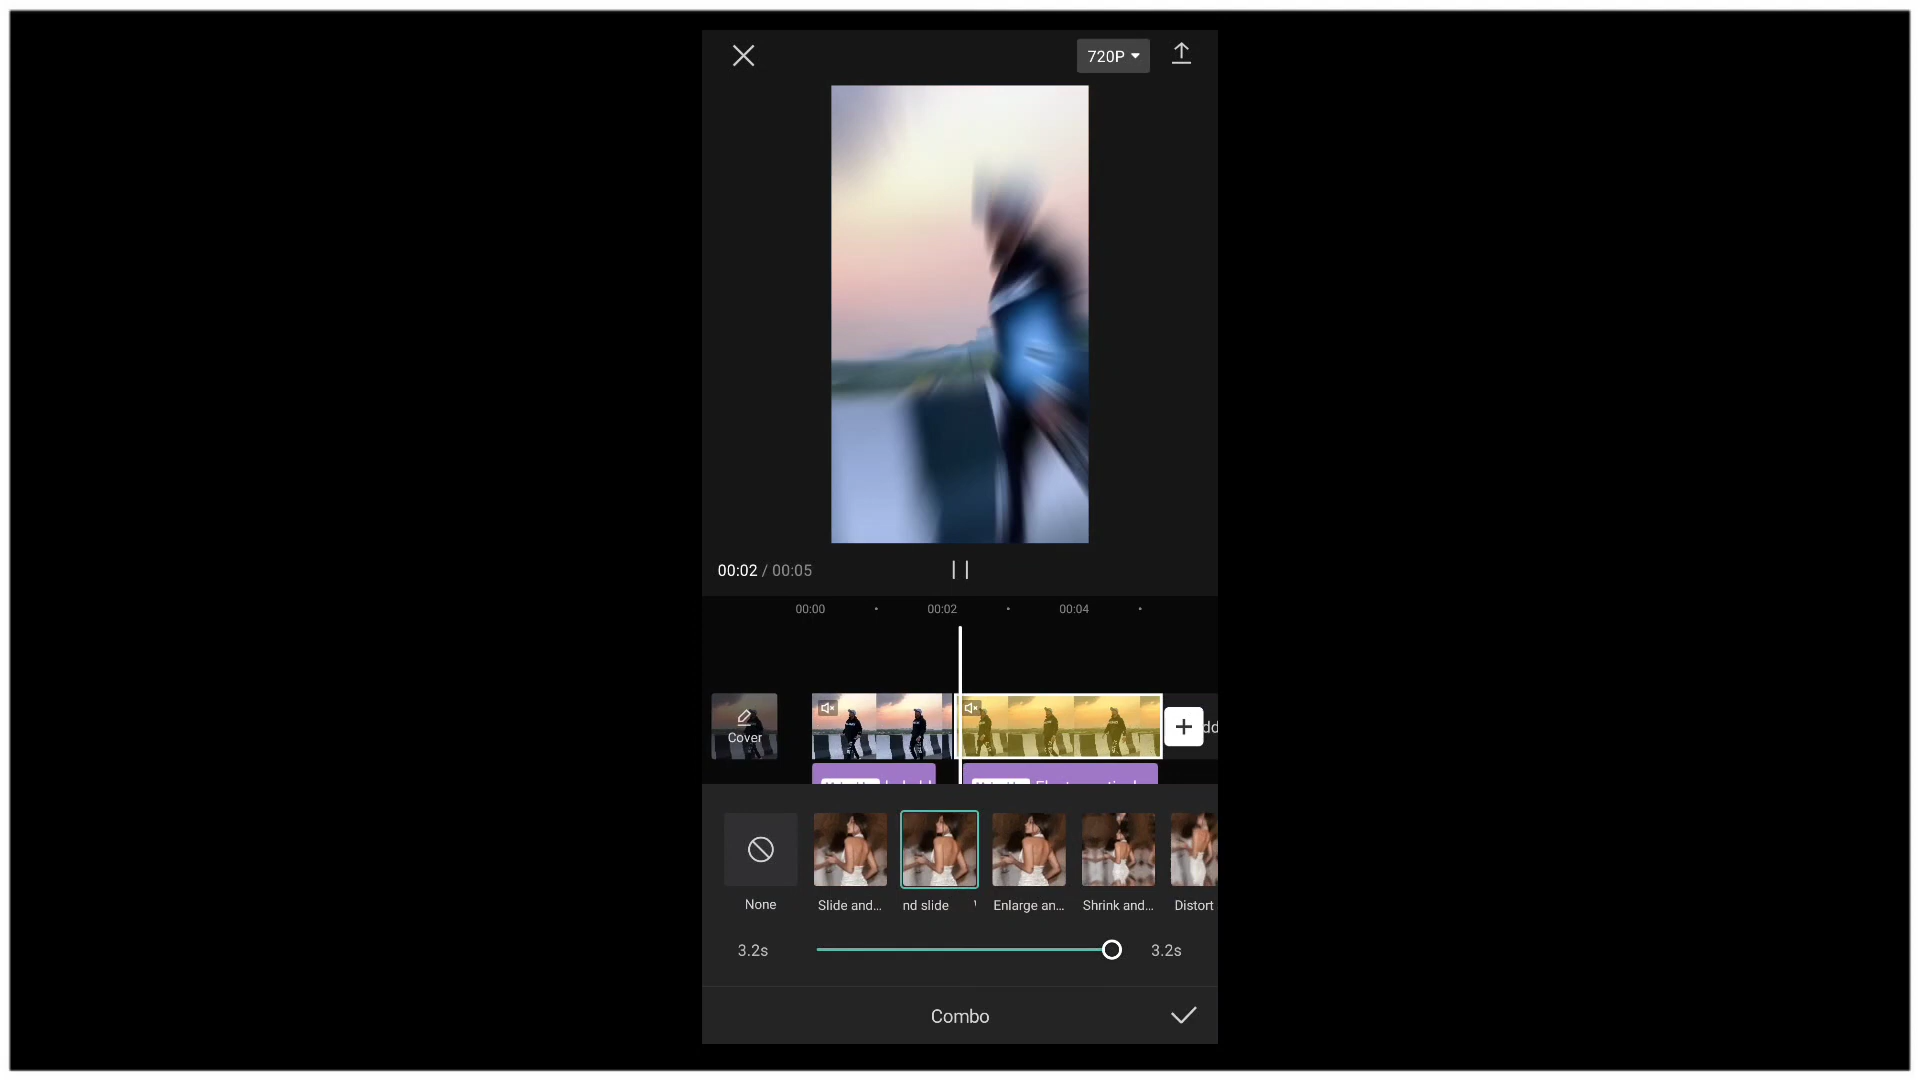 720P
00:02 / 00:05
00:00
00:02
00:04
Cover
None
Slide and...
nd slide
Enlarge an...
Shrink and...
Distort
3.2s
3.2s
Combo